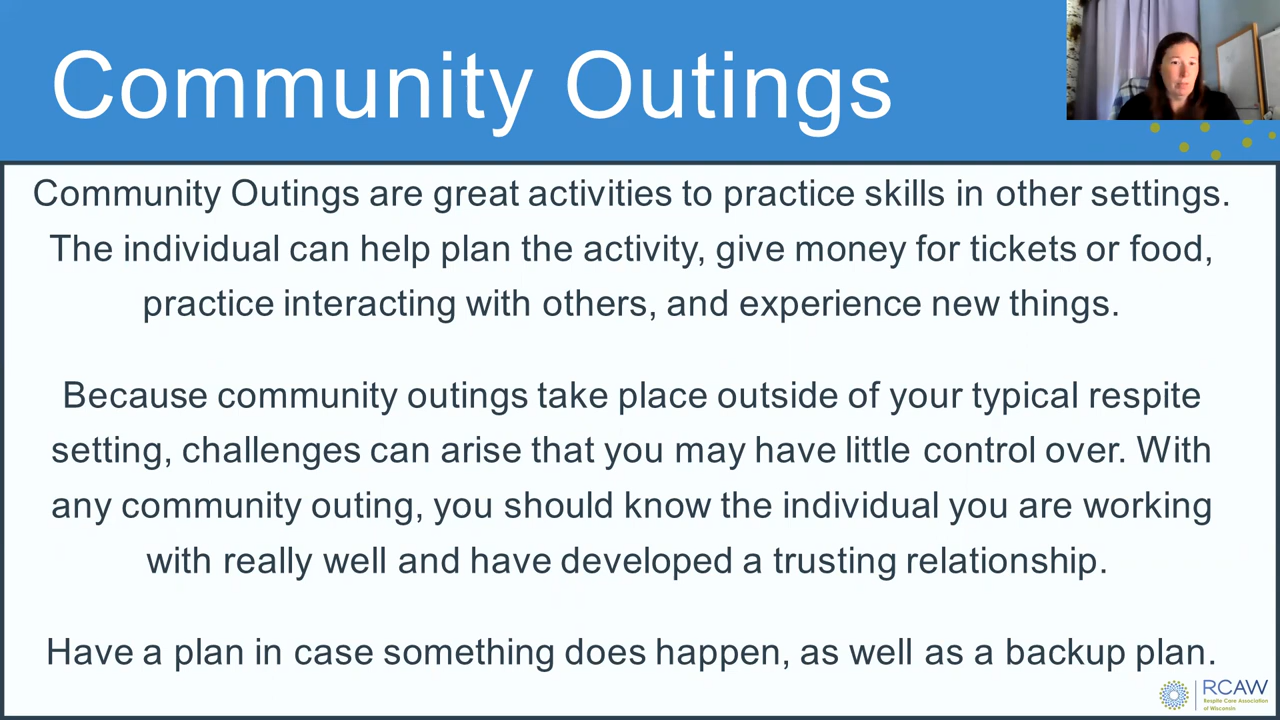 Community Outings
Community Outings are great activities to practice skills in other settings.
The individual can help plan the activity, give money for tickets or food,
practice interacting with others, and experience new things.
Because community outings take place outside of your typical respite
setting, challenges can arise that you may have little control over. With
any community outing, you should know the individual you are working
with really well and have developed a trusting relationship.
Have a plan in case something does happen, as well as a backup plan.
RCAW
Respite Care Association
of Wisconsin